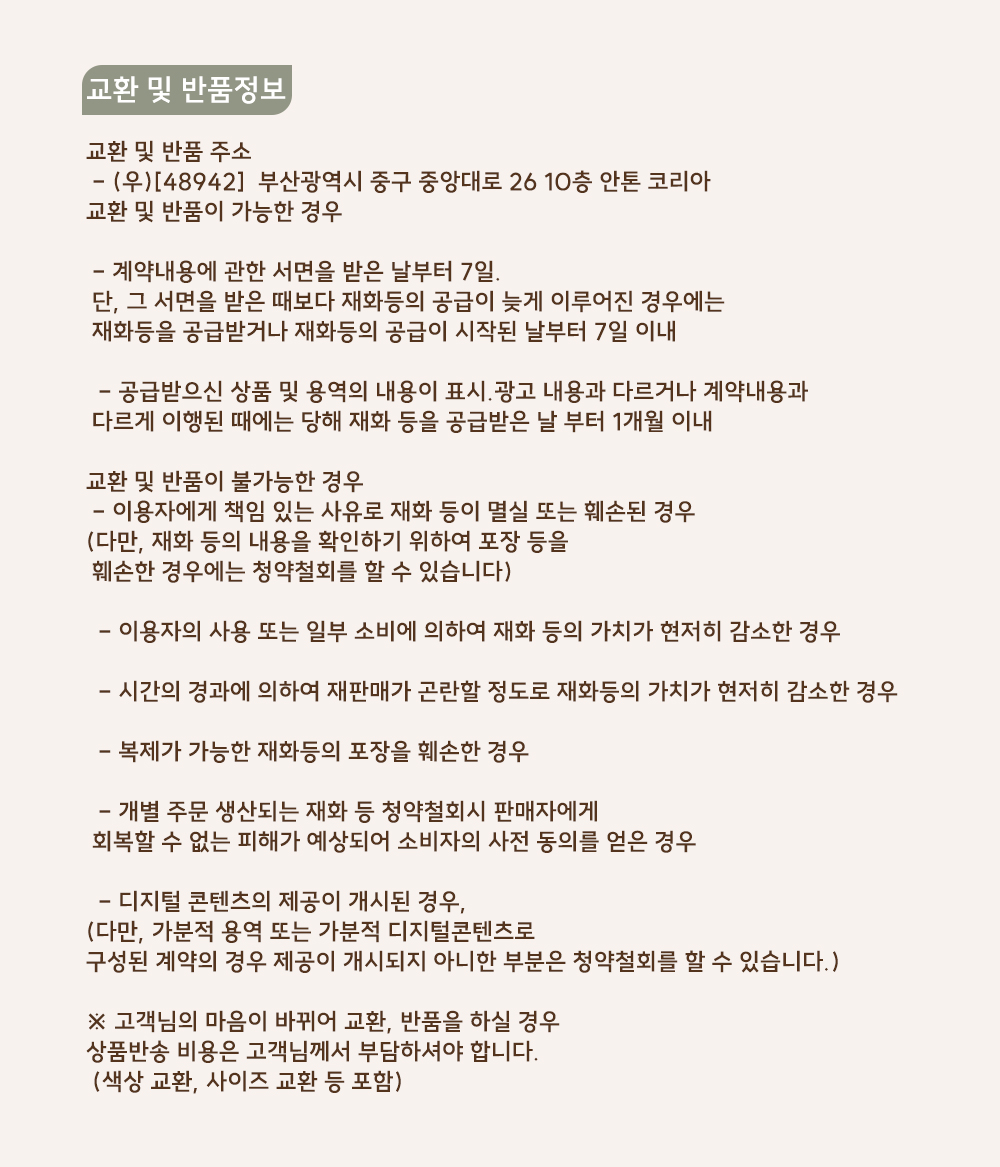 교환 및 반품정보
교환 및 반품 주소
– (우)[48942] 부산광역시 중구 중앙대로 26 10층 안톤 코리아
교환 및 반품이 가능한 경우
– 계약내용에 관한 서면을 받은 날부터 7일.
단, 그 서면을 받은 때보다 재화등의 공급이 늦게 이루어진 경우에는
재화등을 공급받거나 재화등의 공급이 시작된 날부터 7일 이내
– 공급받으신 상품 및 용역의 내용이 표시.광고 내용과 다르거나 계약내용과
다르게 이행된 때에는 당해 재화 등을 공급받은 날 부터 1개월 이내
교환 및 반품이 불가능한 경우
– 이용자에게 책임 있는 사유로 재화 등이 멸실 또는 훼손된 경우
(다만, 재화 등의 내용을 확인하기 위하여 포장 등을
훼손한 경우에는 청약철회를 할 수 있습니다)
– 이용자의 사용 또는 일부 소비에 의하여 재화 등의 가치가 현저히 감소한 경우
– 시간의 경과에 의하여 재판매가 곤란할 정도로 재화등의 가치가 현저히 감소한 경우
– 복제가 가능한 재화등의 포장을 훼손한 경우
– 개별 주문 생산되는 재화 등 청약철회시 판매자에게
회복할 수 없는 피해가 예상되어 소비자의 사전 동의를 얻은 경우
– 디지털 콘텐츠의 제공이 개시된 경우,
(다만, 가분적 용역 또는 가분적 디지털콘텐츠로
구성된 계약의 경우 제공이 개시되지 아니한 부분은 청약철회를 할 수 있습니다.)
※ 고객님의 마음이 바뀌어 교환, 반품을 하실 경우
상품반송 비용은 고객님께서 부담하셔야 합니다.
(색상 교환, 사이즈 교환 등 포함)